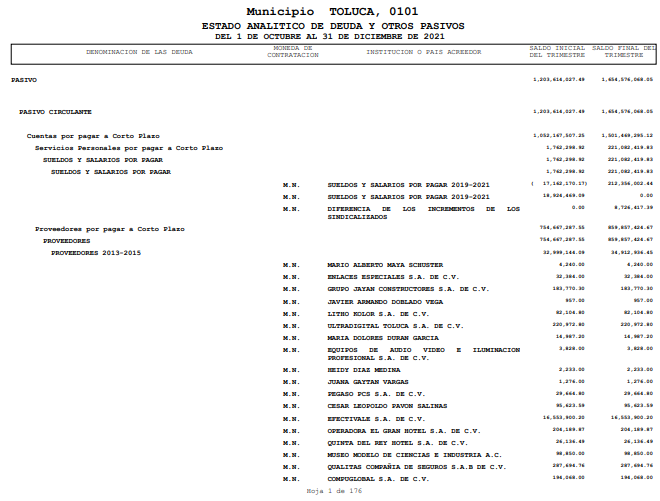 Municipio TOLUCA, 0101
ESTADO ANALITICO DE DEUDA Y OTROS PASIVOS
DEL 1 DE OCTUBRE AL 31 DE DICIEMBRE DE 2021
DENOMINACION DE LAS DEUDA MONEDA DE CONTRATACION INSTITUCION O PAIS ACREEDOR SALDO INICIAL DEL TRIMESTRE SALDO FINAL DEL TRIMESTRE
PASIVO 1,203,614,027.49 1,654,576,068.05
PASIVO CIRCULANTE 1,203,614,027.49 1,654,576,068.05
Cuentas por pagar a Corto Plazo 1,052,167,507.25 1,501,469,295.12
Servicios Personales por pagar a Corto Plazo 1,762,298.92 221,082,419.83
SUELDOS Y SALARIOS POR PAGAR 1,762,298.92 221,082,419.83
SUELDOS Y SALARIOS POR PAGAR 1,762,298.92 221,082,419.83
M.N. SUELDOS Y SALARIOS POR PAGAR 2019-2021 ( 17,162,170.17) 212,356,002.44
M.N. SUELDOS Y SALARIOS POR PAGAR 2019-2021 18,924,469.09 0.00
M.N. DIFERENCIA DE LOS INCREMENTOS DE LOS 0.00 8,726,417.39
SINDICALIZADOS
Proveedores por pagar a Corto Plazo 754,667,287.55 859,857,424.67
PROVEEDORES 754,667,287.55 859,857,424.67
PROVEEDORES 2013-2015 32,999,144.09 34,912,936.45
M.N. MARIO ALBERTO MAYA SCHUSTER 4,240.00 4,240.00
M.N. ENLACES ESPECIALES S.A. DE C.V. 32,384.00 32,384.00
M.N. GRUPO JAYAN CONSTRUCTORES S.A. DE C.V. 183,770.30 183,770.30
M.N. JAVIER ARMANDO DOBLADO VEGA 957.00 957.00
M.N. LITHO KOLOR S.A. DE C.V. 82,104.80 82,104.80
M.N. ULTRADIGITAL TOLUCA S.A. DE C.V. 220,972.80 220,972.80
M.N. MARIA DOLORES DURAN GARCIA 14,987.20 14,987.20
M.N. EQUIPOS DE AUDIO VIDEO E ILUMINACION 3,828.00 3,828.00
PROFESIONAL S.A. DE C.V.
M.N. HEIDY DIAZ MEDINA 2,233.00 2,233.00
M.N. JUANA GAYTAN VARGAS 1,276.00 1,276.00
M.N. PEGASO PCS S.A. DE C.V. 29,664.80 29,664.80
M.N. CESAR LEOPOLDO PAVON SALINAS 95,623.59 95,623.59
M.N. EFECTIVALE S.A. DE C.V. 16,553,900.20 16,553,900.20
M.N. OPERADORA EL GRAN HOTEL S.A. DE C.V. 204,189.87 204,189.87
M.N. QUINTA DEL REY HOTEL S.A. DE C.V. 26,136.49 26,136.49
M.N. MUSEO MODELO DE CIENCIAS E INDUSTRIA A.C. 98,850.00 98,850.00
M.N. QUALITAS COMPAÑIA DE SEGUROS S.A.B DE C.V. 287,694.76 287,694.76
M.N. COMPUGLOBAL S.A. DE C.V. 194,068.00 194,068.00
Hoja 1 de 176